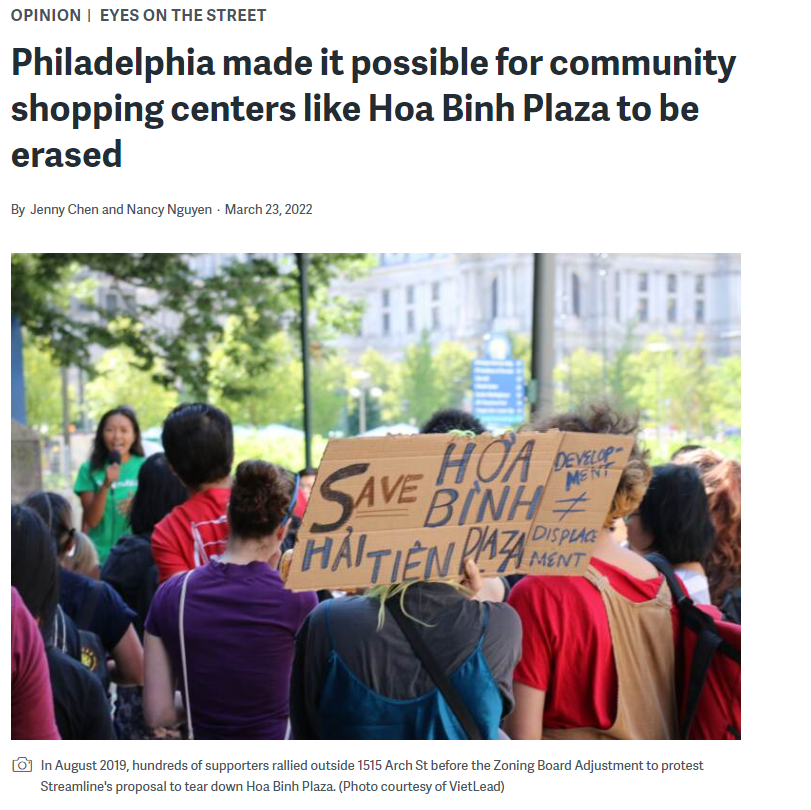 OPINION | EYES ON THE STREET
Philadelphia made it possible for community
shopping centers like Hoa Binh Plaza to be
erased
By Jenny Chen and Nancy Nguyen · March 23, 2022
SAVE HÒA
BÌNH
HẢI TIÊN PLAZA
DEVELOP-
MENT
≠
DISPLACE
MENT
In August 2019, hundreds of supporters rallied outside 1515 Arch St before the Zoning Board Adjustment to protest
Streamline's proposal to tear down Hoa Binh Plaza. (Photo courtesy of VietLead)